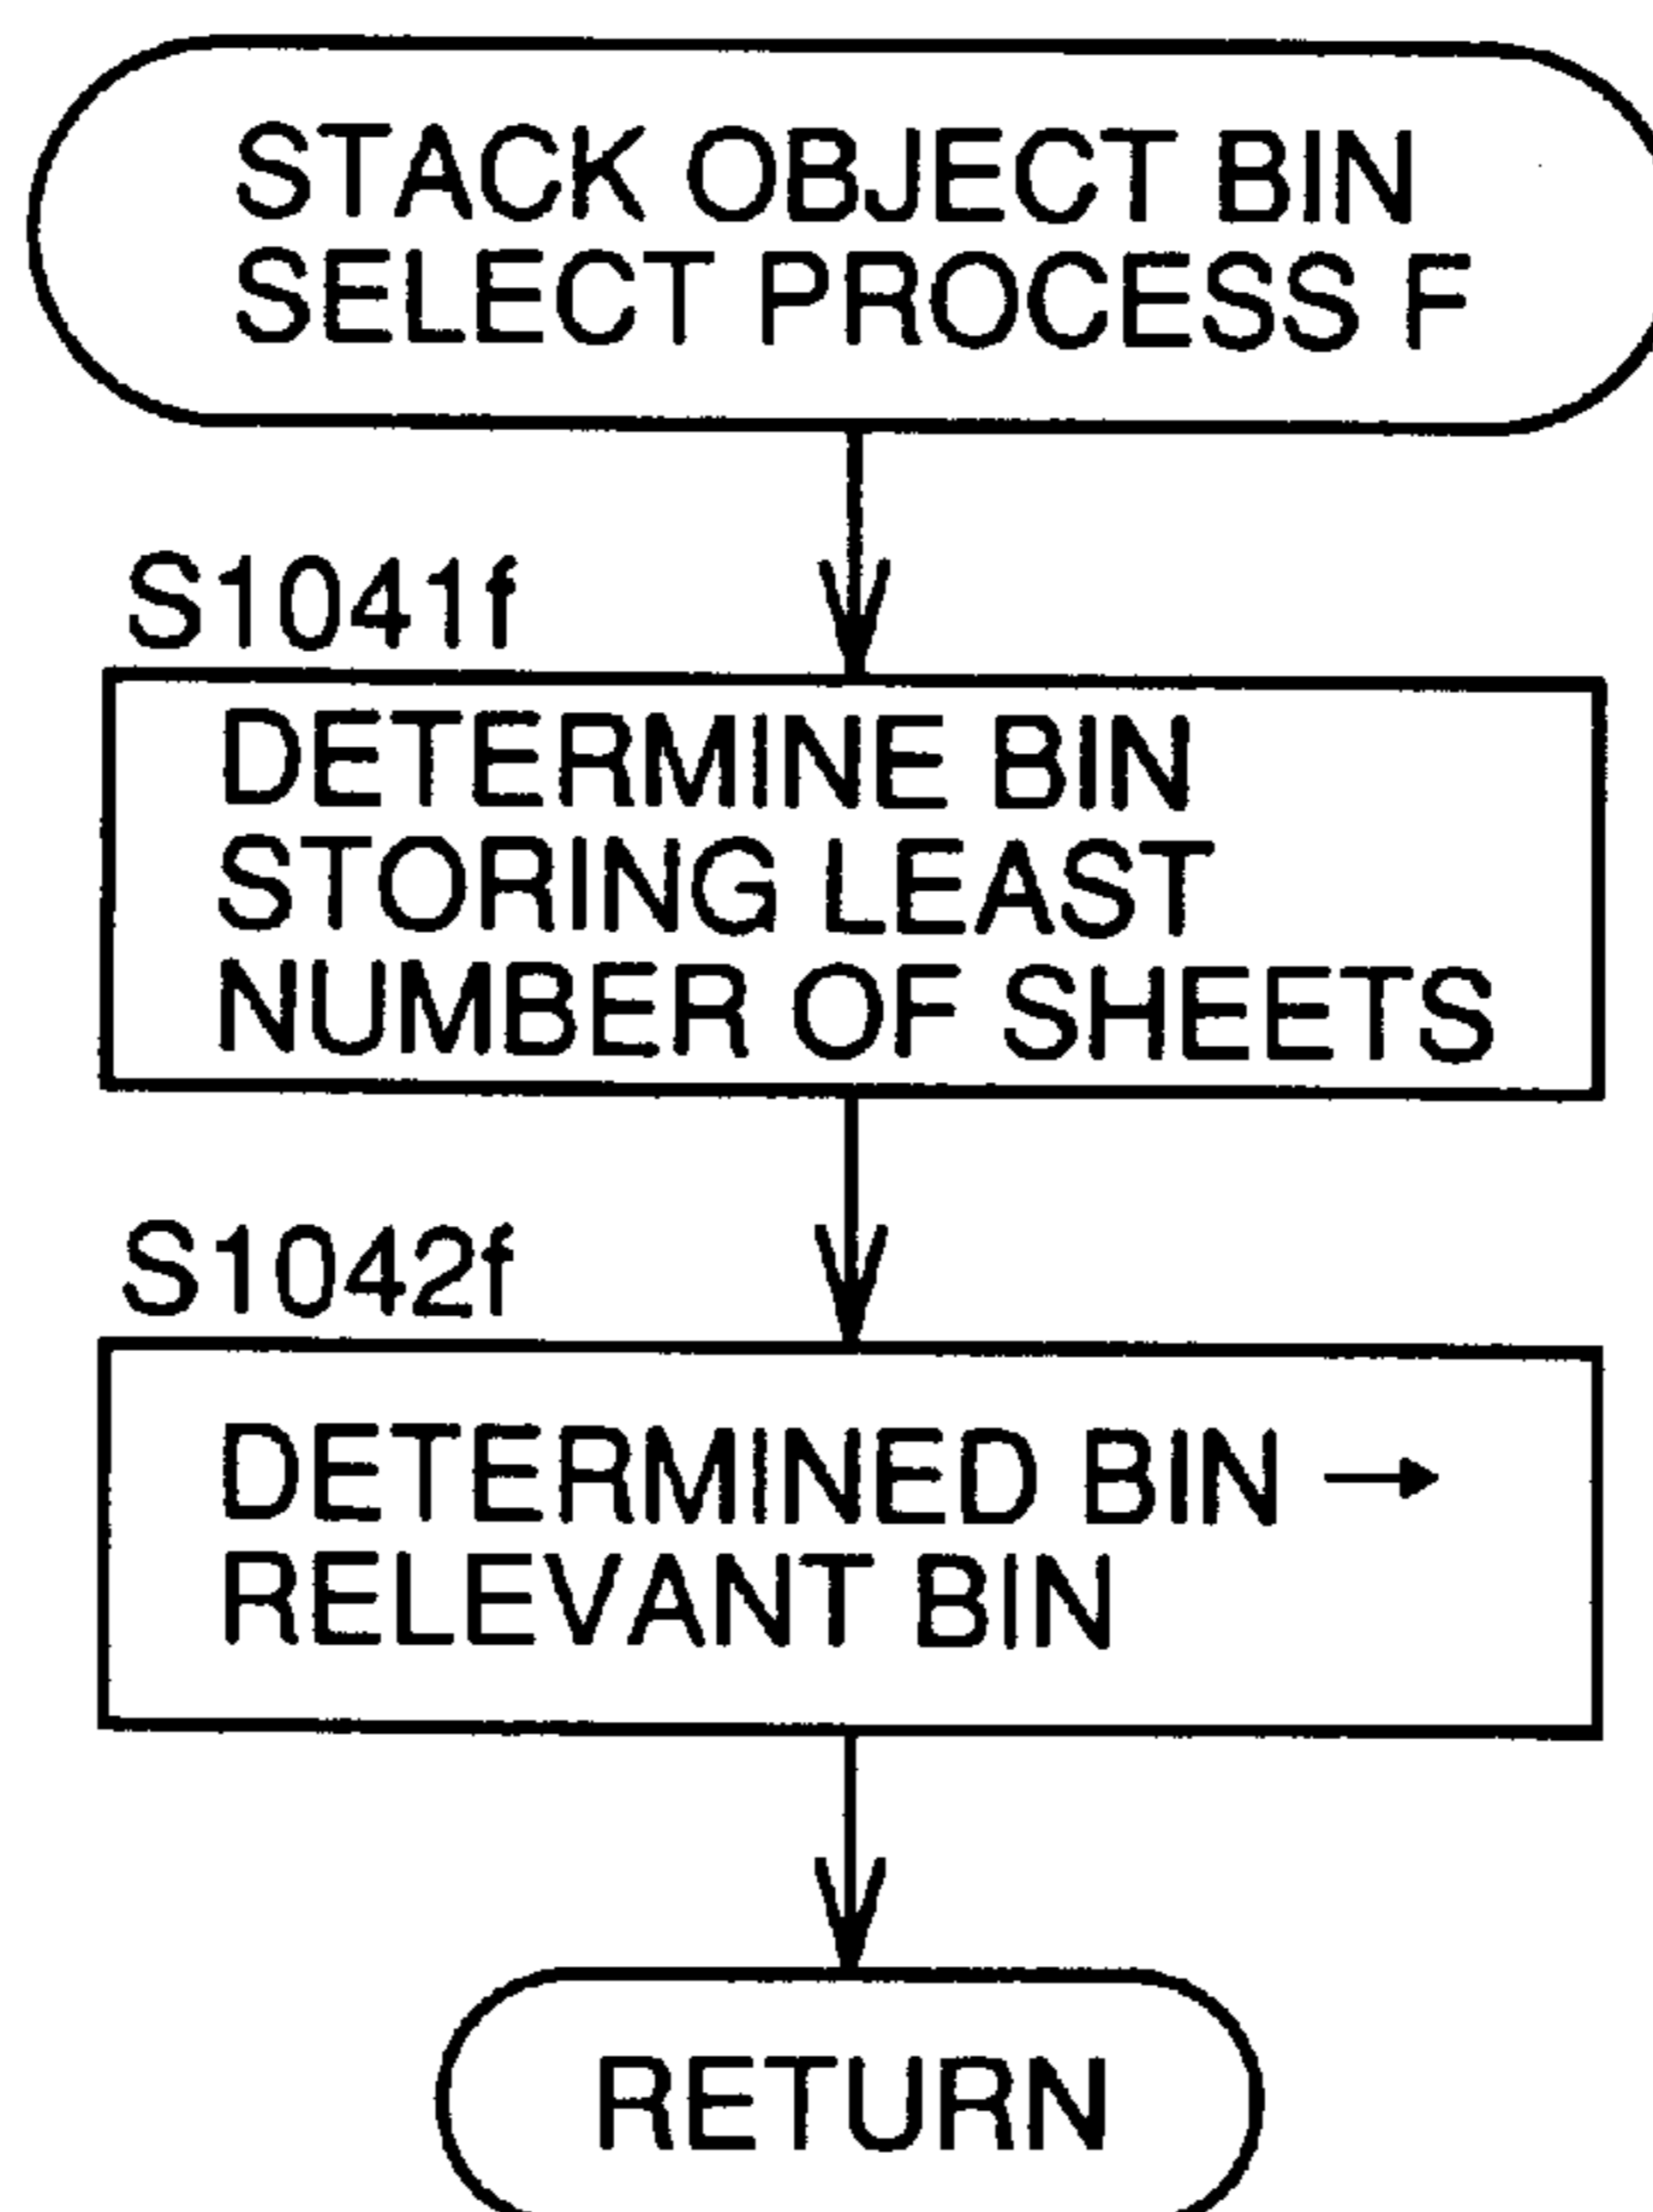 STACK OBJECT BIN
SELECT PROCESS F
S1041f
DETERMINE BIN
STORING LEAST
NUMBER OF SHEETS
S1042f
DETERMINED BIN →
RELEVANT BIN
RETURN